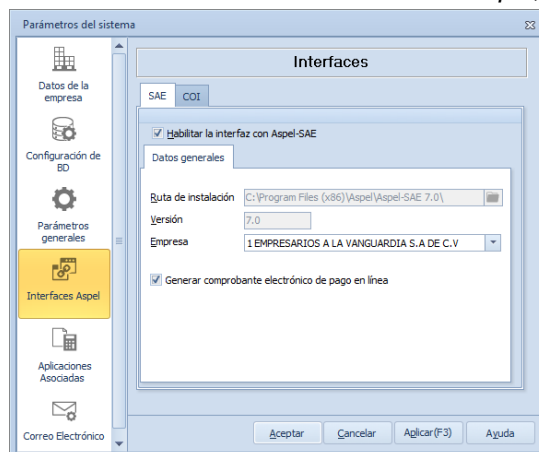 Parámetros del sistema
Datos de la
empresa
Configuración de
BD
Parámetros
generales
Interfaces Aspel
Aplicaciones
Asociadas
Correo Electrónico
Interfaces
SAE
COI
Habilitar la interfaz con Aspel-SAE
Datos generales
Ruta de instalación
C:\Program Files (x86)\Aspel\Aspel-SAE 7.0\
Versión
7.0
Empresa
1 EMPRESARIOS A LA VANGUARDIA S.A DE C.V
Generar comprobante electrónico de pago en línea
Aceptar
Cancelar
Aplicar(F3)
Ayuda